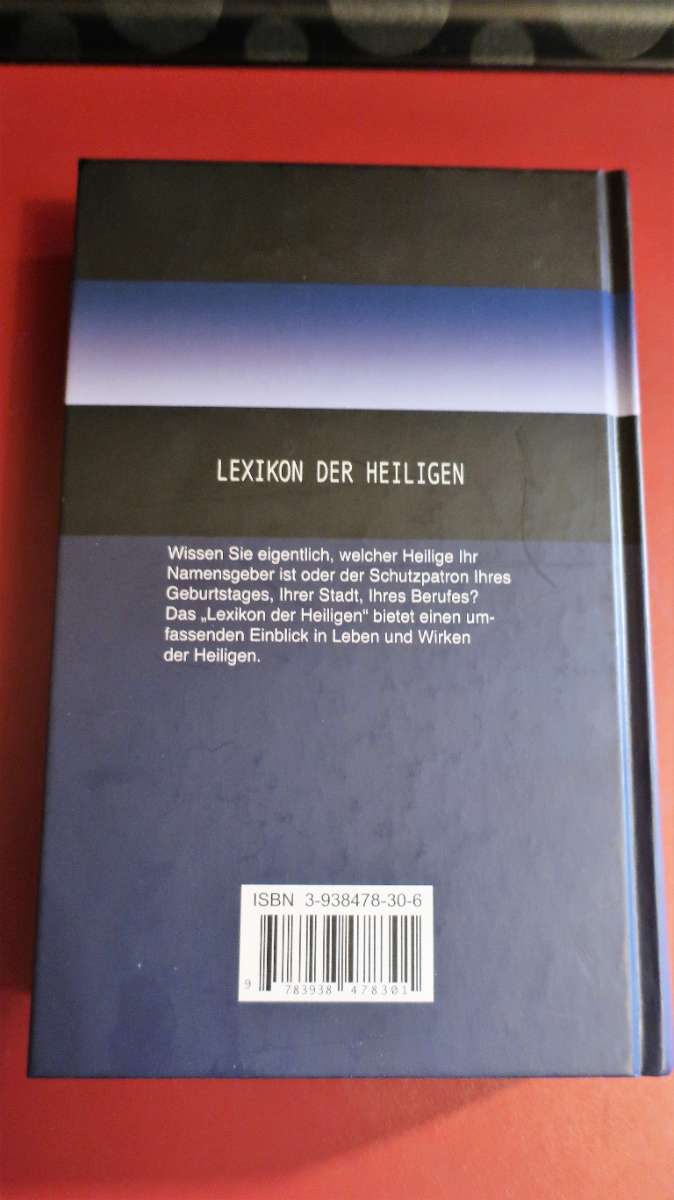 LEXIKON DER HEILIGEN
Wissen Sie eigentlich, welcher Heilige Ihr
Namensgeber ist oder der Schutzpatron Ihres
Geburtstages, Ihrer Stadt, Ihres Berufes?
Das „Lexikon der Heiligen“ bietet einen um-
fassenden Einblick in Leben und Wirken
der Heiligen.
ISBN 3-938478-30-6
9 783938 478301